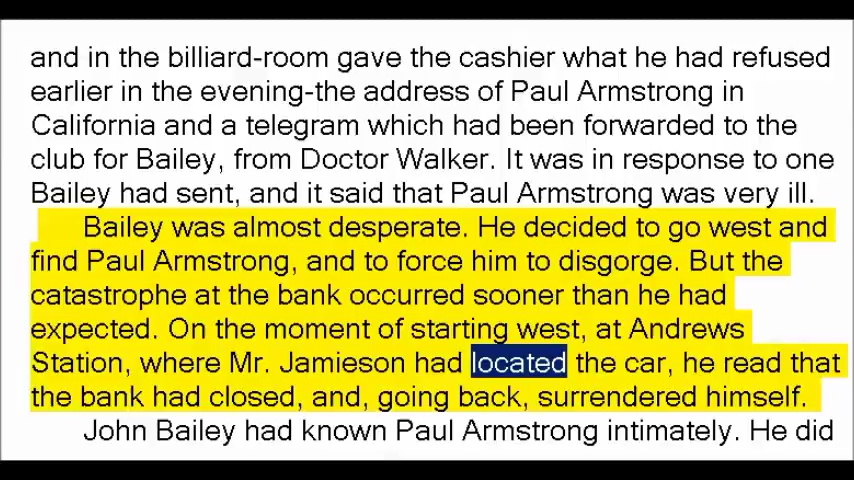 and in the billiard-room gave the cashier what he had refused
earlier in the evening-the address of Paul Armstrong in
California and a telegram which had been forwarded to the
club for Bailey, from Doctor Walker. It was in response to one
Bailey had sent, and it said that Paul Armstrong was very ill.
Bailey was almost desperate. He decided to go west and
find Paul Armstrong, and to force him to disgorge. But the
catastrophe at the bank occurred sooner than he had
expected. On the moment of starting west, at Andrews
Station, where Mr. Jamieson had located the car, he read that
the bank had closed, and, going back, surrendered himself.
John Bailey had known Paul Armstrong intimately. He did